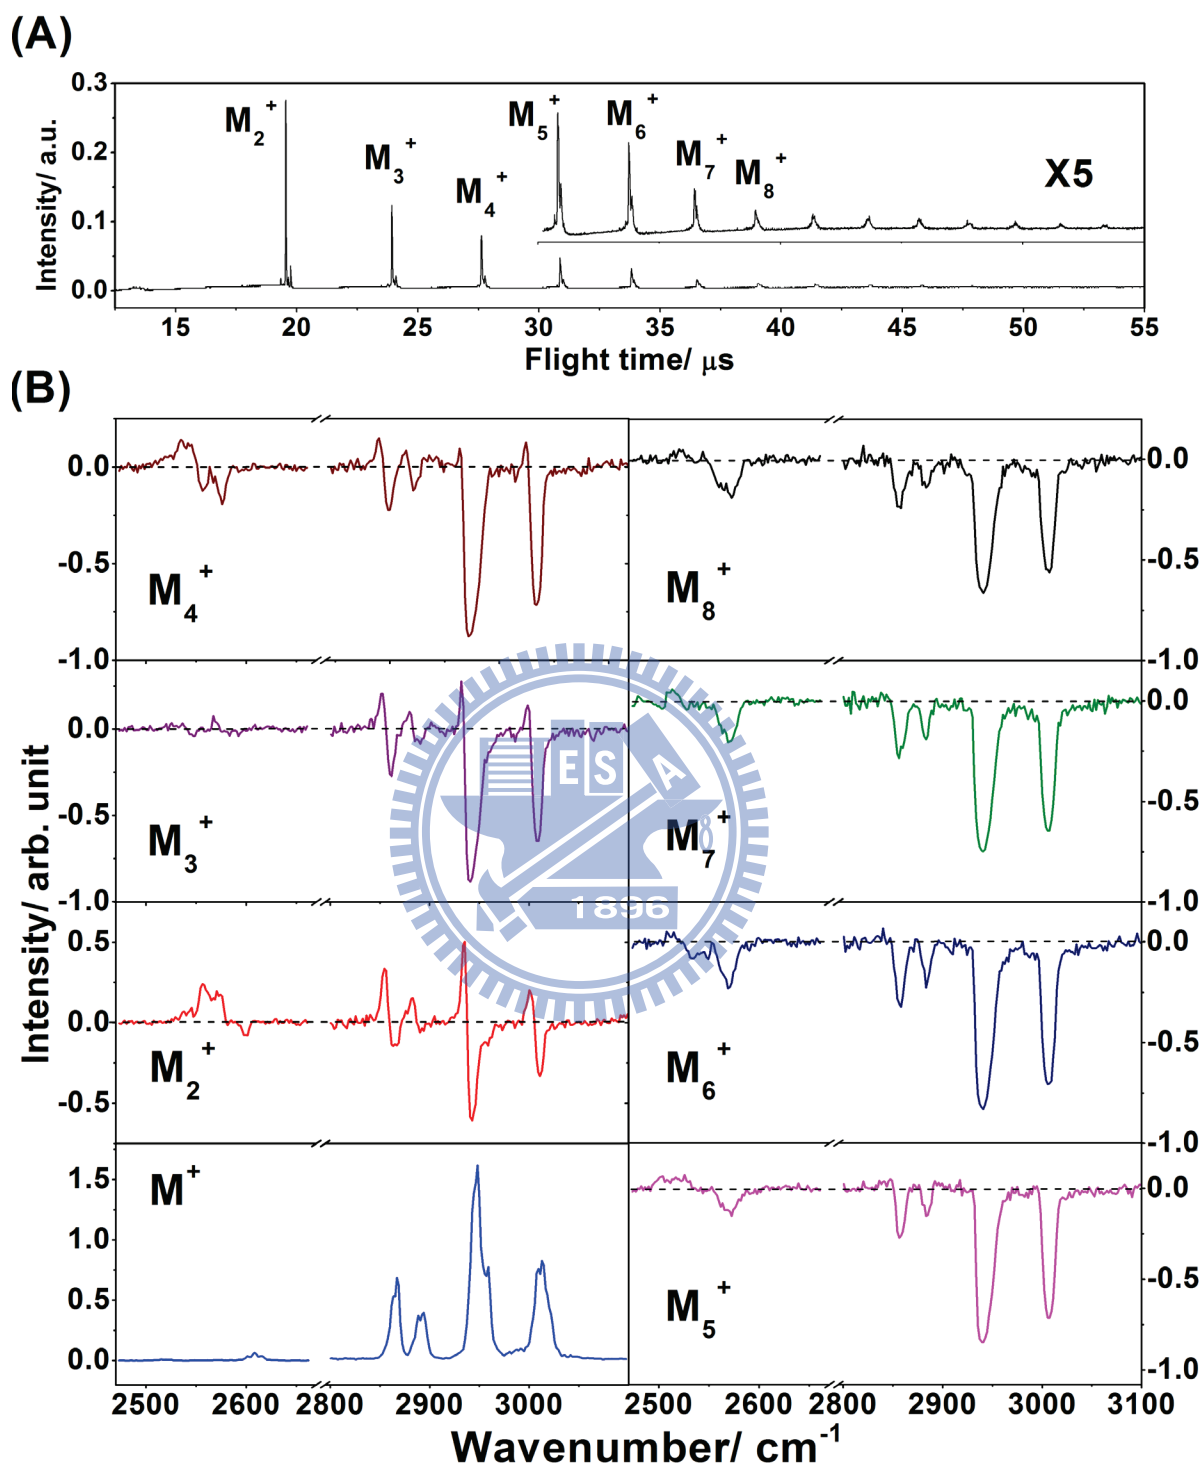 (A)
Intensity/ a.u.
0.3
0.2
0.1
0.0
M2+
M3+
M4+
M5+
M6+
M7+
M8+
X5
15 20 25 30 35 40 45 50 55
Flight time/ μs
(B)
Intensity/ arb. unit
0.0
-0.5
-1.0
M4+
0.0
-0.5
-1.0
M8+
0.0
-0.5
-1.0
M3+
0.0
-0.5
-1.0
M7+
0.5
0.0
-0.5
M2+
0.0
-0.5
-1.0
M6+
1.5
1.0
0.5
0.0
M+
0.0
-0.5
-1.0
M5+
2500 2600 2800 2900 3000
2500 2600 2800 2900 3000 3100
Wavenumber/ cm-1
ES
A
8
1896